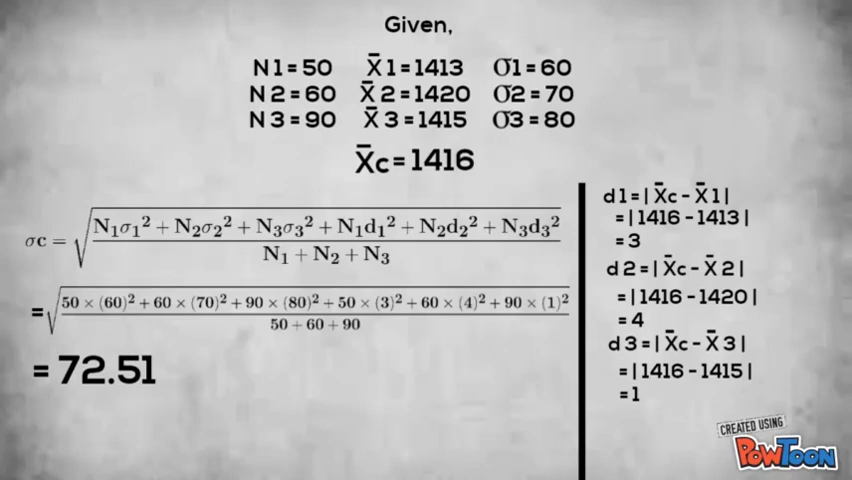 Given,
N1 = 50 X̄1 = 1413 σ1 = 60
N2 = 60 X̄2 = 1420 σ2 = 70
N3 = 90 X̄3 = 1415 σ3 = 80
X̄c = 1416
σc = √((N₁σ₁² + N₂σ₂² + N₃σ₃² + N₁d₁² + N₂d₂² + N₃d₃²) / (N₁ + N₂ + N₃))
= √((50 × (60)² + 60 × (70)² + 90 × (80)² + 50 × (3)² + 60 × (4)² + 90 × (1)²) / (50 + 60 + 90))
= 72.51
d1 = | X̄c - X̄1 |
= | 1416 - 1413 |
= 3
d2 = | X̄c - X̄2 |
= | 1416 - 1420 |
= 4
d3 = | X̄c - X̄3 |
= | 1416 - 1415 |
= 1
CREATED USING
POWTOON